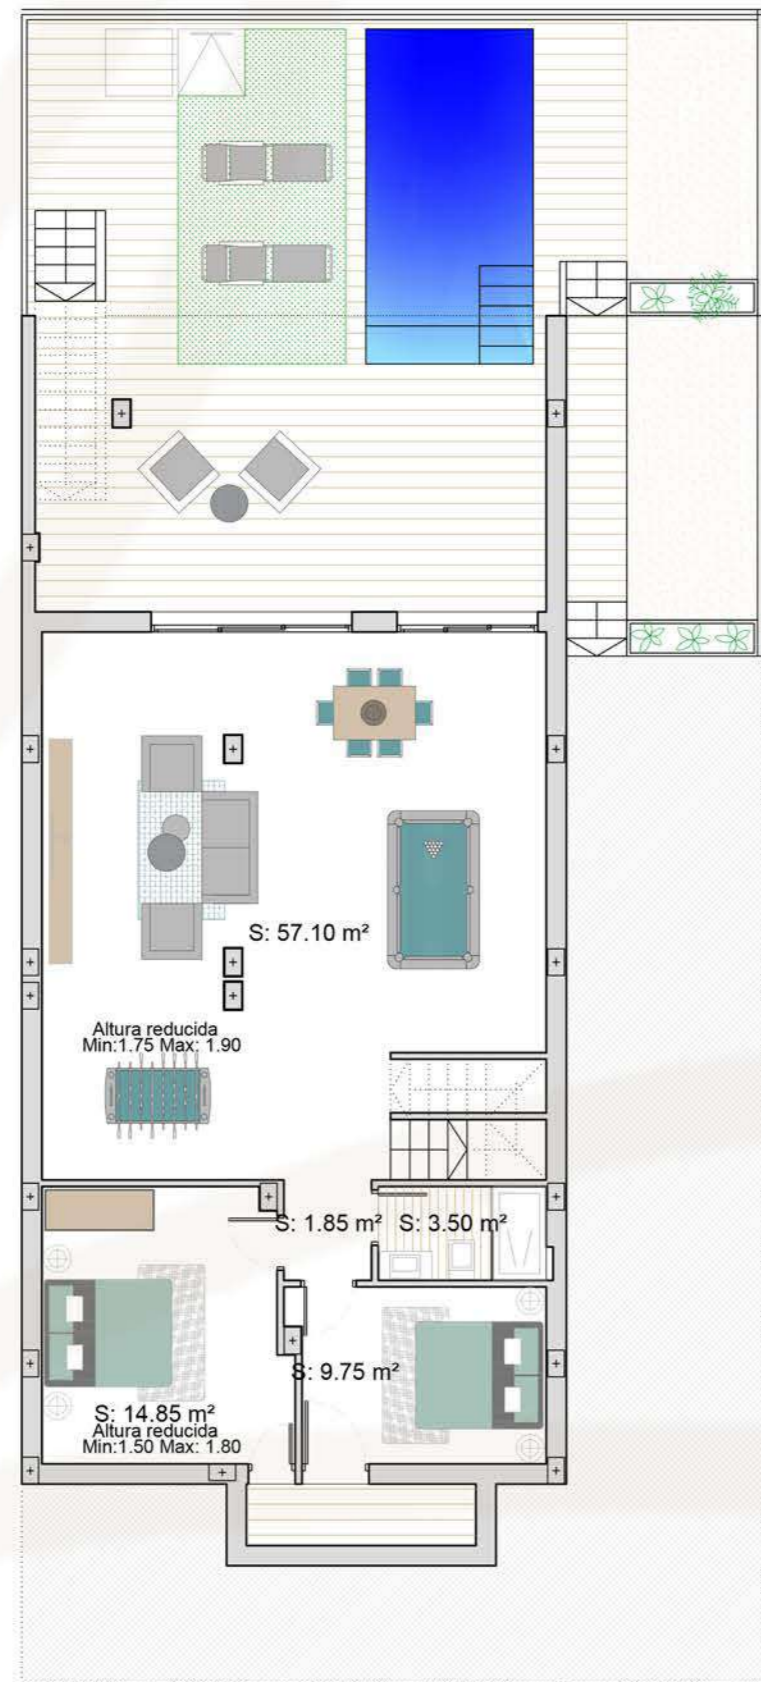 S: 57.10 m²
Altura reducida
Min:1.75 Max: 1.90
S: 1.85 m²
S: 3.50 m²
S: 9.75 m²
S: 14.85 m²
Altura reducida
Min:1.50 Max: 1.80